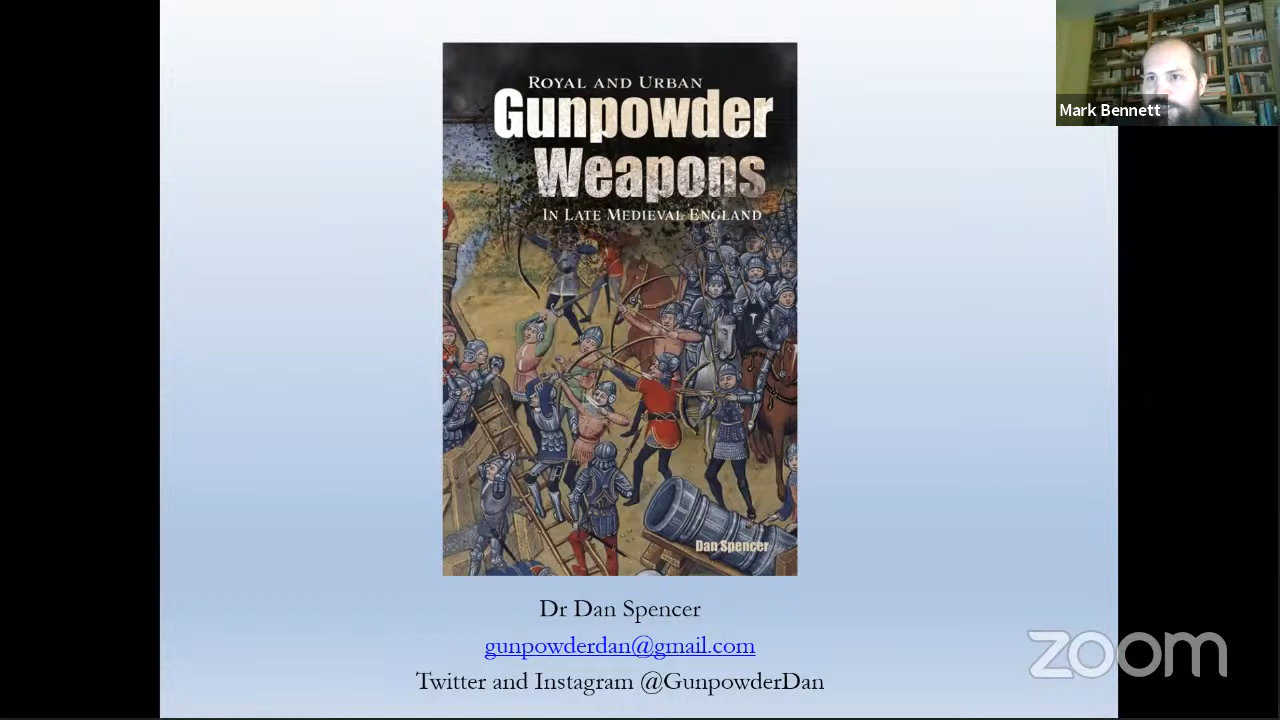 ROYAL AND URBAN
Gunpowder
Weapons
IN LATE MEDIEVAL ENGLAND
Dan Spencer
Dr Dan Spencer
gunpowderdan@gmail.com
Twitter and Instagram @GunpowderDan
Mark Bennett
zoom